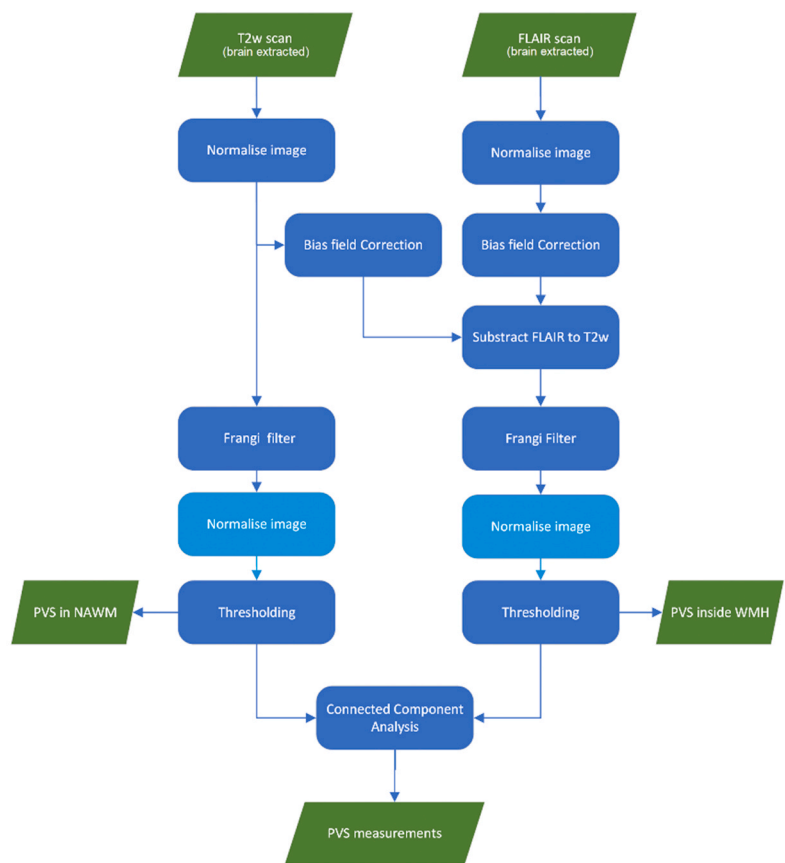 T2w scan
(brain extracted)
FLAIR scan
(brain extracted)
Normalise image
Normalise image
Bias field Correction
Bias field Correction
Substract FLAIR to T2w
Frangi filter
Frangi Filter
Normalise image
Normalise image
PVS in NAWM
Thresholding
Thresholding
PVS inside WMH
Connected Component
Analysis
PVS measurements